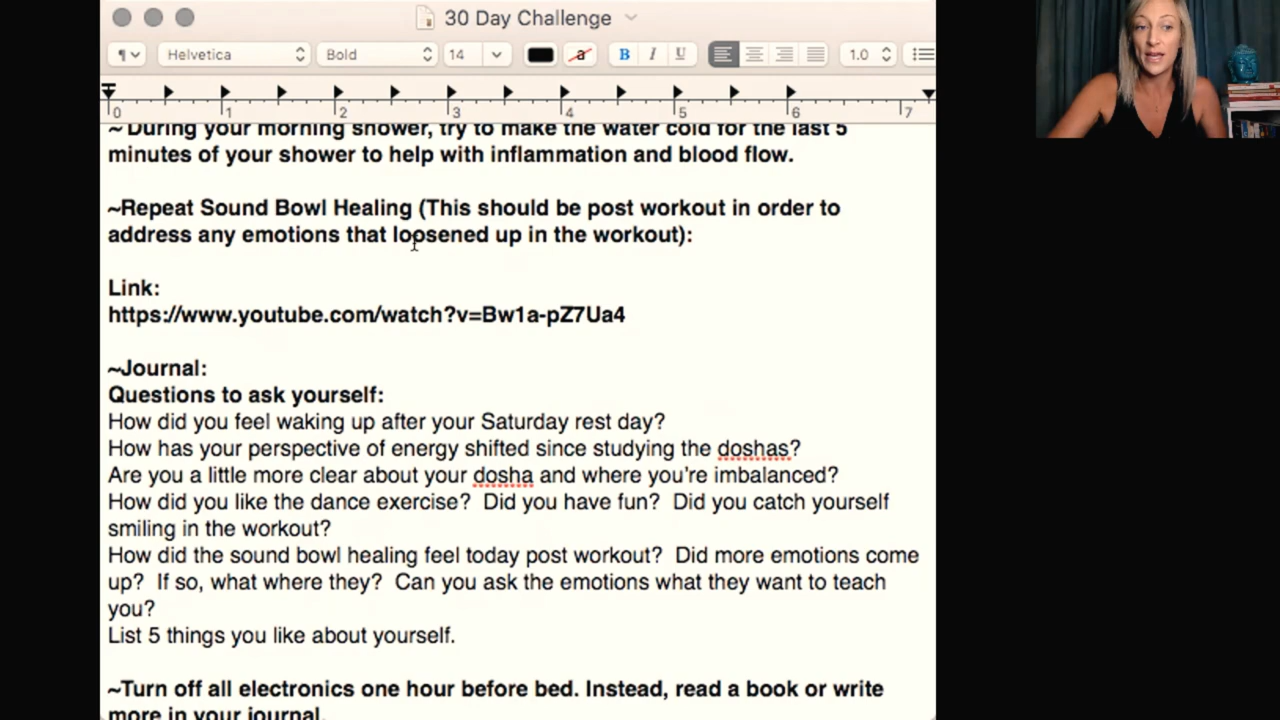 30 Day Challenge
¶ Helvetica Bold 14 a B I U 1.0
0 1 2 3 4 5 6 7
~ During your morning shower, try to make the water cold for the last 5
minutes of your shower to help with inflammation and blood flow.
~Repeat Sound Bowl Healing (This should be post workout in order to
address any emotions that loosened up in the workout):
Link:
https://www.youtube.com/watch?v=Bw1a-pZ7Ua4
~Journal:
Questions to ask yourself:
How did you feel waking up after your Saturday rest day?
How has your perspective of energy shifted since studying the doshas?
Are you a little more clear about your dosha and where you're imbalanced?
How did you like the dance exercise?  Did you have fun?  Did you catch yourself
smiling in the workout?
How did the sound bowl healing feel today post workout?  Did more emotions come
up?  If so, what where they?  Can you ask the emotions what they want to teach
you?
List 5 things you like about yourself.
~Turn off all electronics one hour before bed. Instead, read a book or write
more in your journal.